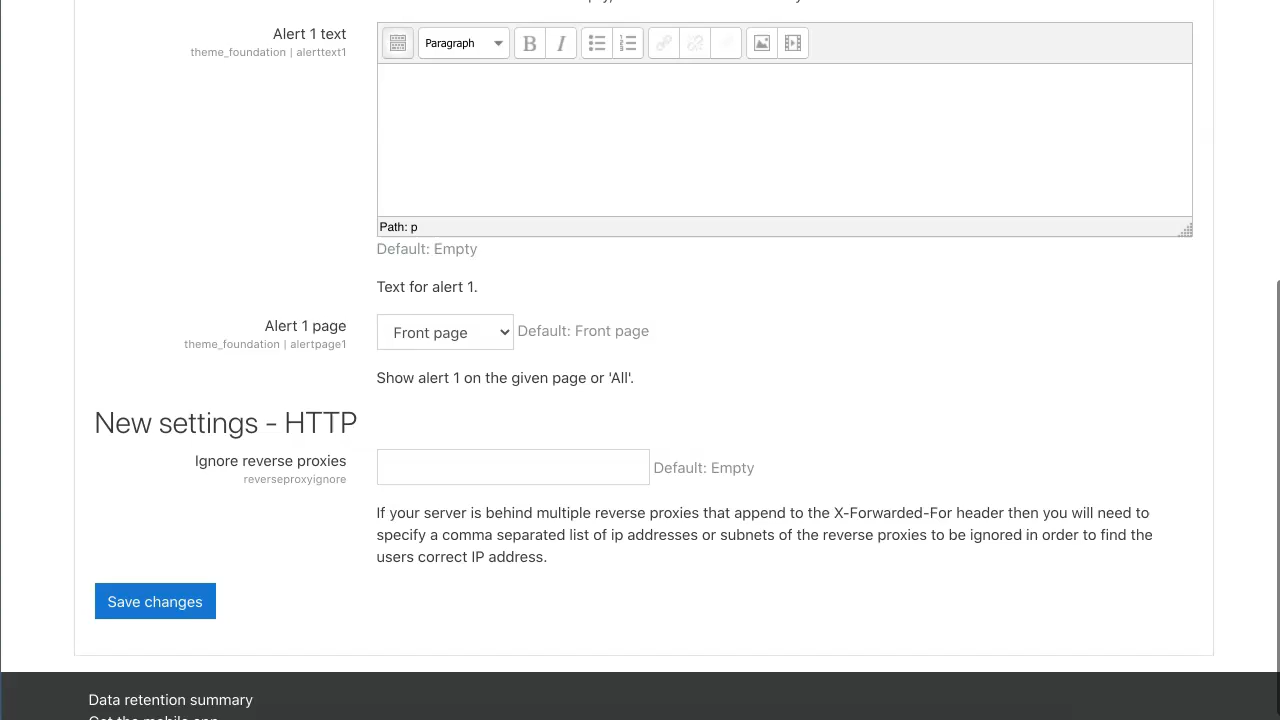 Alert 1 text
theme_foundation | alerttext1
Paragraph
B
I
Path: p
Default: Empty
Text for alert 1.
Alert 1 page
theme_foundation | alertpage1
Front page
Default: Front page
Show alert 1 on the given page or 'All'.
New settings - HTTP
Ignore reverse proxies
reverseproxyignore
Default: Empty
If your server is behind multiple reverse proxies that append to the X-Forwarded-For header then you will need to
specify a comma separated list of ip addresses or subnets of the reverse proxies to be ignored in order to find the
users correct IP address.
Save changes
Data retention summary
Get the mobile app